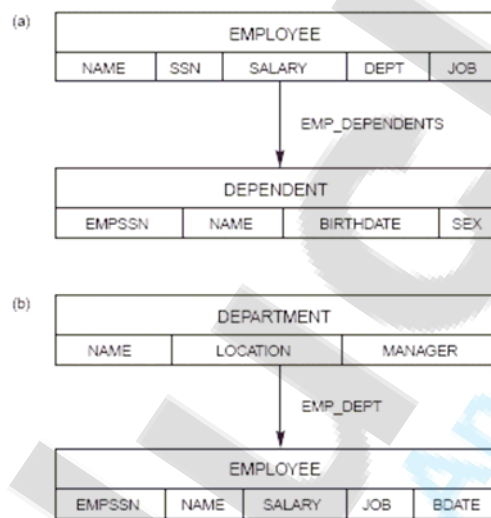 (a)
EMPLOYEE
NAME SSN SALARY DEPT JOB
EMP_DEPENDENTS
DEPENDENT
EMPSSN NAME BIRTHDATE SEX
(b)
DEPARTMENT
NAME LOCATION MANAGER
EMP_DEPT
EMPLOYEE
EMPSSN NAME SALARY JOB BDATE